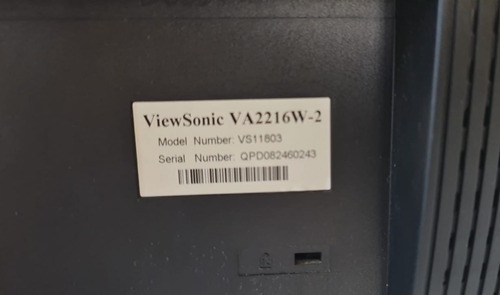 ViewSonic VA2216W-2
Model Number: VS11803
Serial Number: QPD082460243